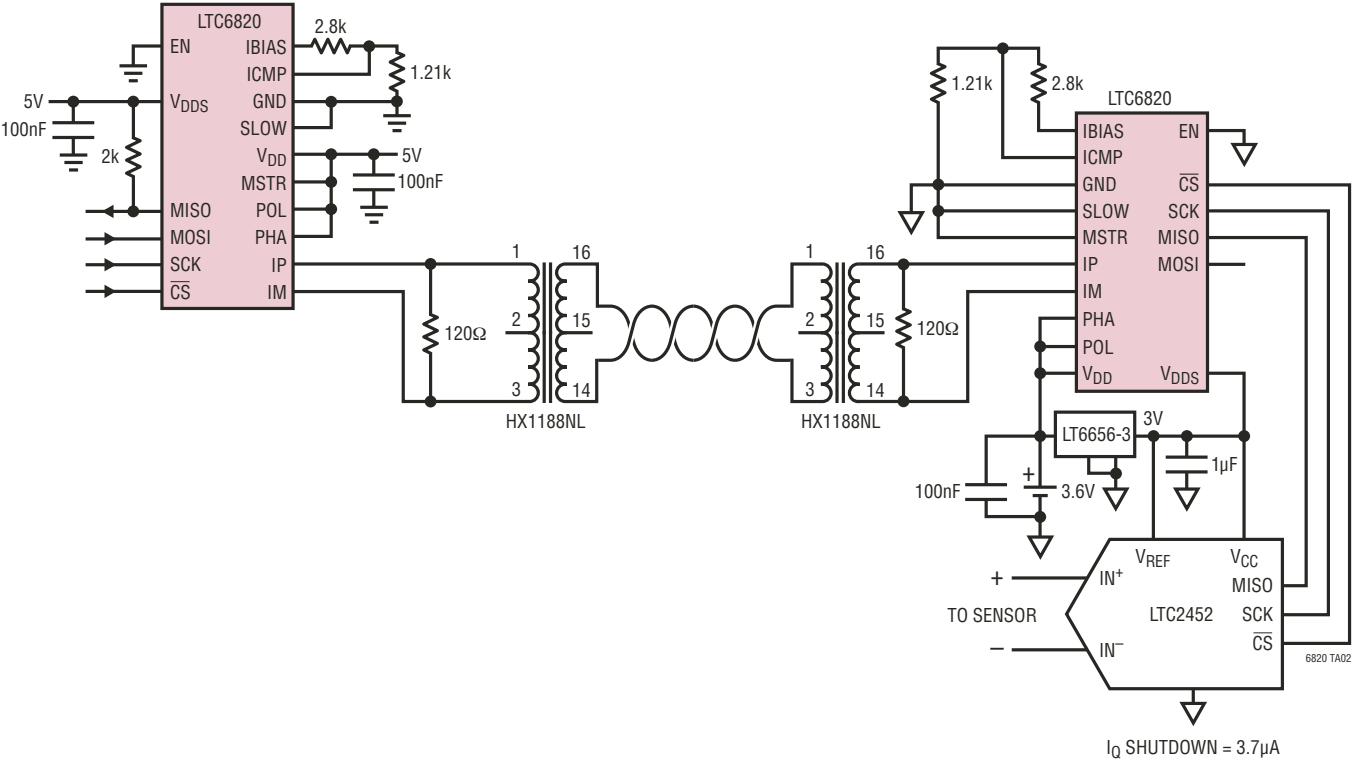 LTC6820
EN
IBIAS
2.8k
ICMP
1.21k
5V
VDDS
GND
100nF
SLOW
2k
VDD
5V
MSTR
100nF
MISO
POL
MOSI
PHA
SCK
IP
CS
IM
120Ω
1
16
2
15
3
14
HX1188NL
1
16
2
15
3
14
HX1188NL
120Ω
1.21k
2.8k
LTC6820
IBIAS
EN
ICMP
GND
CS
SLOW
SCK
MSTR
MISO
IP
MOSI
IM
PHA
POL
VDD
VDDS
LT6656-3
3V
1µF
100nF
+
3.6V
VREF
VCC
+
IN+
MISO
TO SENSOR
LTC2452
SCK
–
IN–
CS
6820 TA02
IQ SHUTDOWN = 3.7µA